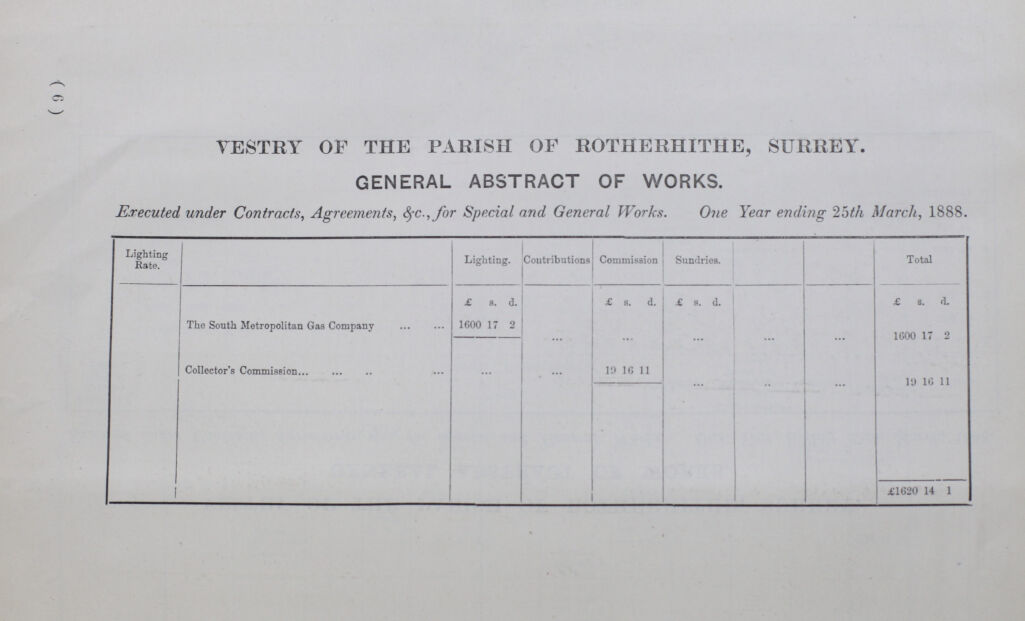 ( 9 )
VESTRY OF THE PARISH OF ROTHERHITHE, SURREY.
GENERAL ABSTRACT OF WORKS.
Executed under Contracts, Agreements, &c., for Special and General Works. One Year ending 25th March, 1888.
Lighting Rate. Lighting. Contributions Commission Sundries. Total
£ s. d. £ s. d. £ s. d. £ s. d.
The South Metropolitan Gas Company ... ... 1600 17 2 ... ... ... ... ... 1600 17 2
Collector's Commission... ... .. ... ... ... 19 16 11 ... .. ... 19 16 11
£1620 14 1